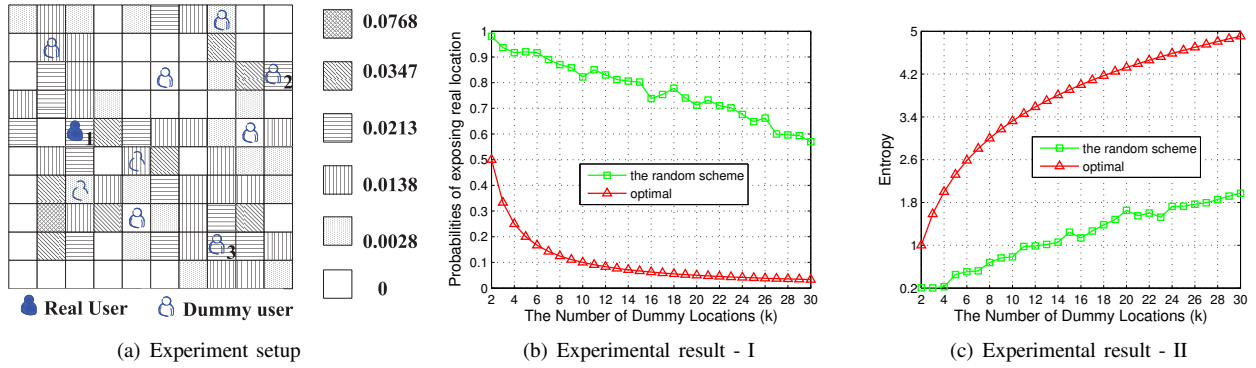 0.0768
0.0347
0.0213
0.0138
0.0028
0
1
2
3
Real User
Dummy user
(a) Experiment setup
Probabilities of exposing real location
1
0.9
0.8
0.7
0.6
0.5
0.4
0.3
0.2
0.1
0
the random scheme
optimal
2 4 6 8 10 12 14 16 18 20 22 24 26 28 30
The Number of Dummy Locations (k)
(b) Experimental result - I
Entropy
5
4.2
3.4
2.6
1.8
1
0.2
the random scheme
optimal
2 4 6 8 10 12 14 16 18 20 22 24 26 28 30
The Number of Dummy Locations (k)
(c) Experimental result - II